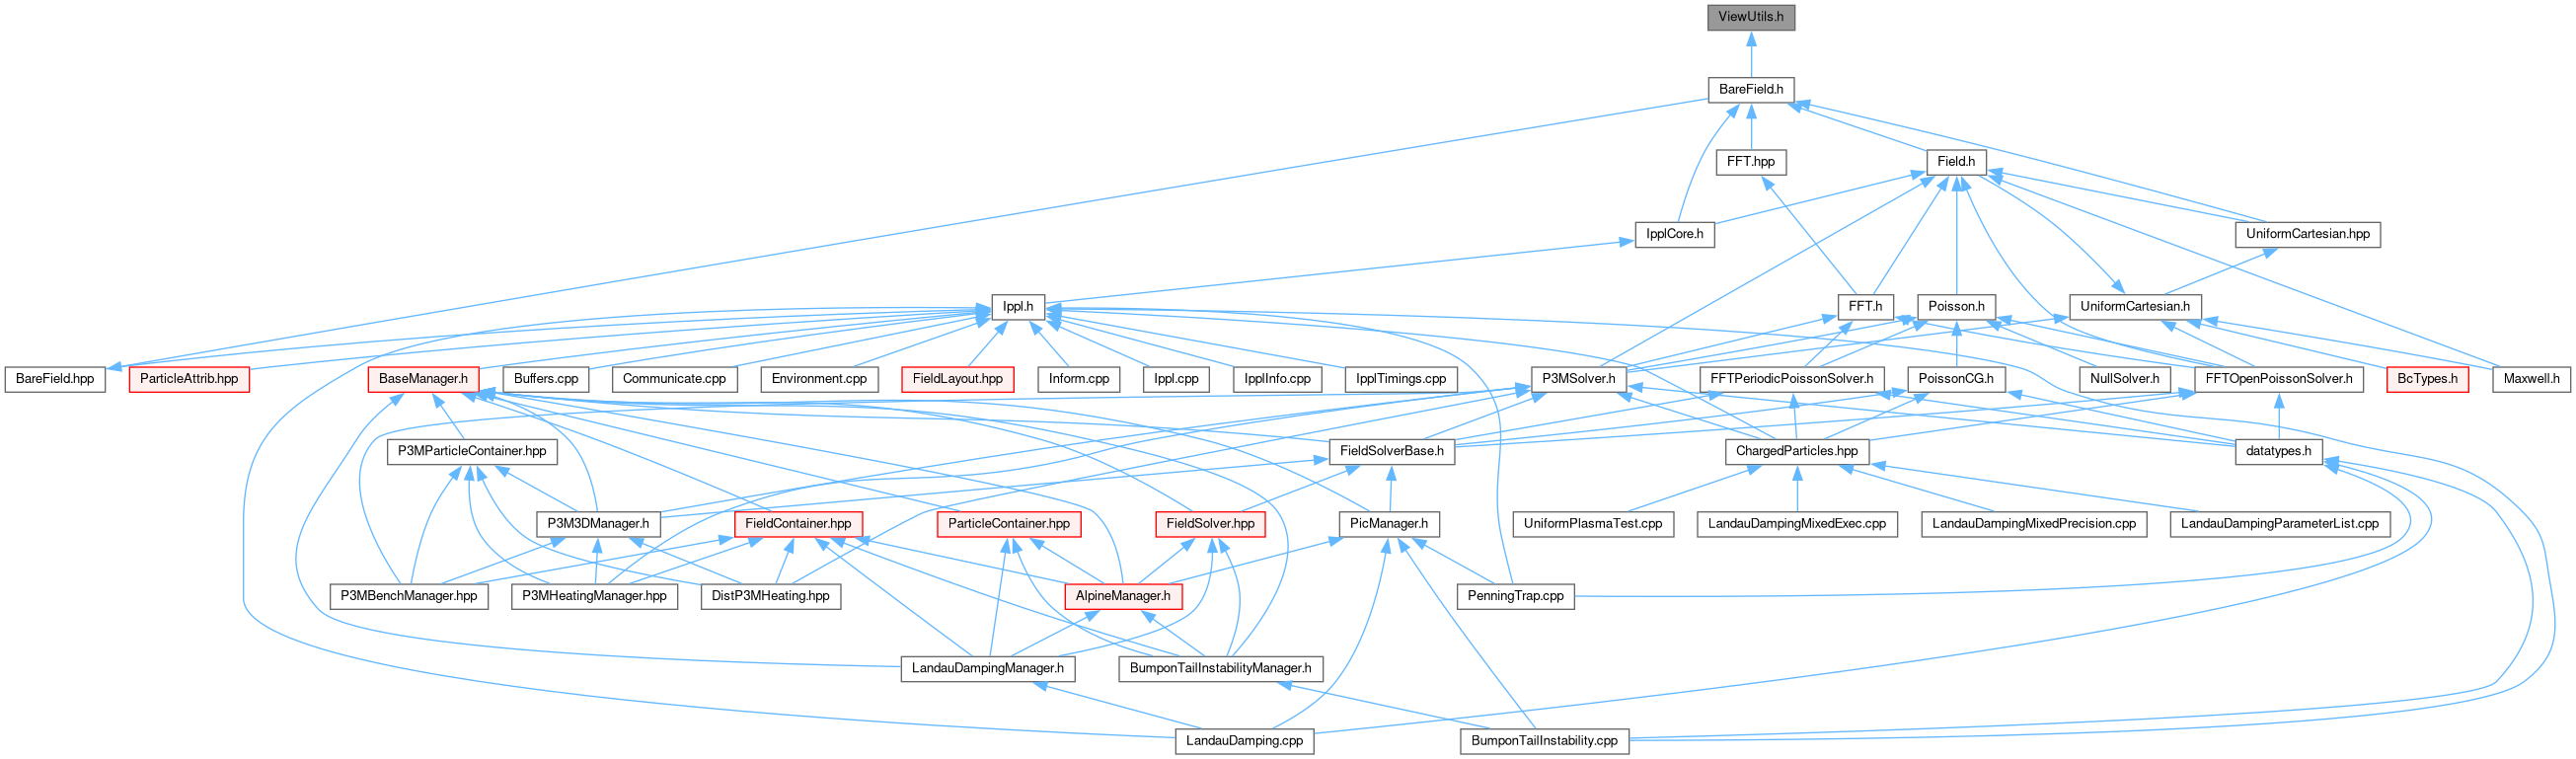 ViewUtils.h
BareField.h
FFT.hpp
Field.h
IpplCore.h
UniformCartesian.hpp
Ippl.h
FFT.h
Poisson.h
UniformCartesian.h
BareField.hpp
ParticleAttrib.hpp
BaseManager.h
Buffers.cpp
Communicate.cpp
Environment.cpp
FieldLayout.hpp
Inform.cpp
Ippl.cpp
IpplInfo.cpp
IpplTimings.cpp
P3MSolver.h
FFTPeriodicPoissonSolver.h
PoissonCG.h
NullSolver.h
FFTOpenPoissonSolver.h
BcTypes.h
Maxwell.h
P3MParticleContainer.hpp
FieldSolverBase.h
ChargedParticles.hpp
datatypes.h
P3M3DManager.h
FieldContainer.hpp
ParticleContainer.hpp
FieldSolver.hpp
PicManager.h
UniformPlasmaTest.cpp
LandauDampingMixedExec.cpp
LandauDampingMixedPrecision.cpp
LandauDampingParameterList.cpp
P3MBenchManager.hpp
P3MHeatingManager.hpp
DistP3MHeating.hpp
AlpineManager.h
PenningTrap.cpp
LandauDampingManager.h
BumponTailInstabilityManager.h
LandauDamping.cpp
BumponTailInstability.cpp